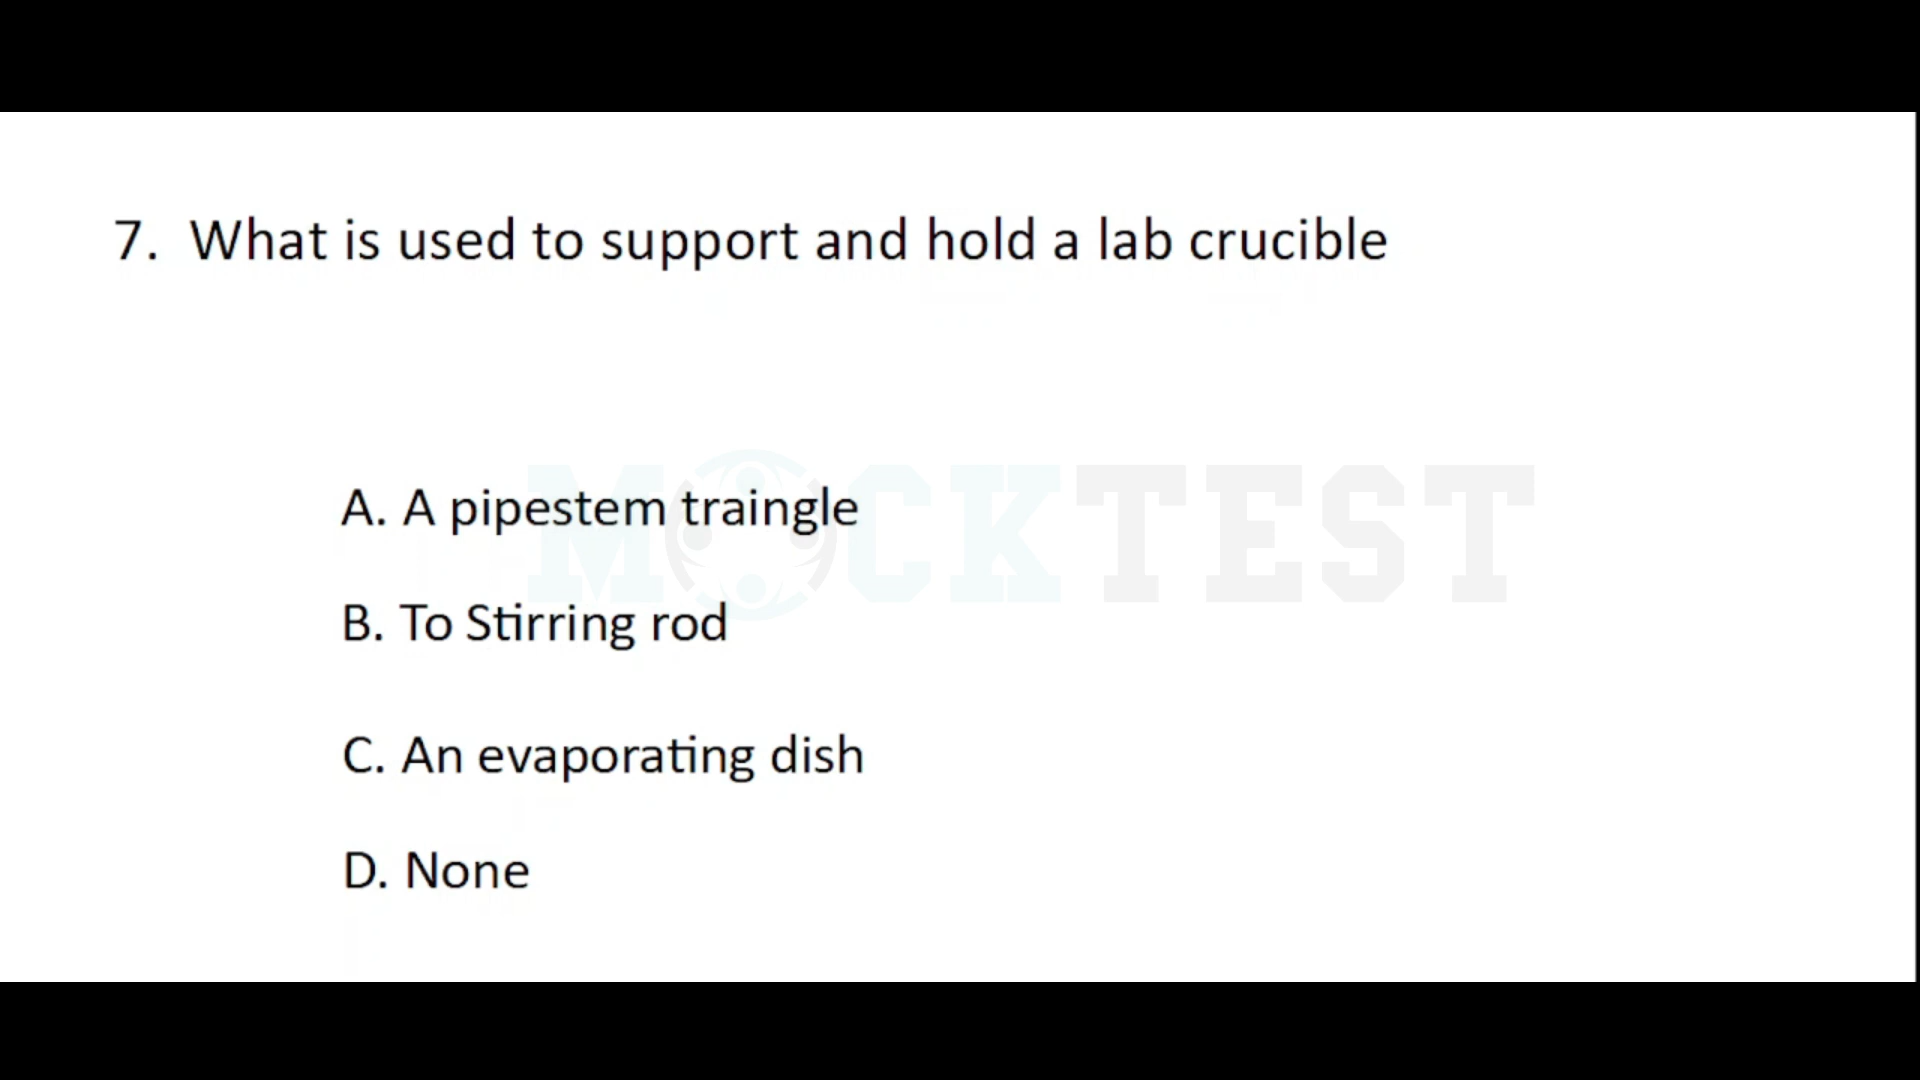 7. What is used to support and hold a lab crucible
MOCKTEST
A. A pipestem traingle
B. To Stirring rod
C. An evaporating dish
D. None